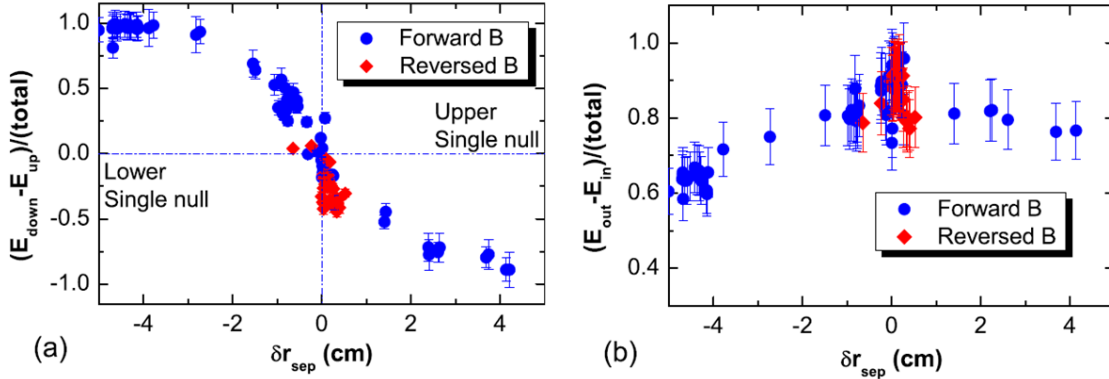 (E_down -E_up)/(total)
1.0
0.5
0.0
-0.5
-1.0
Forward B
Reversed B
Upper
Single null
Lower
Single null
-4 -2 0 2 4
(a)
δr_sep (cm)
(E_out -E_in)/(total)
1.0
0.8
0.6
0.4
Forward B
Reversed B
-4 -2 0 2 4
(b)
δr_sep (cm)